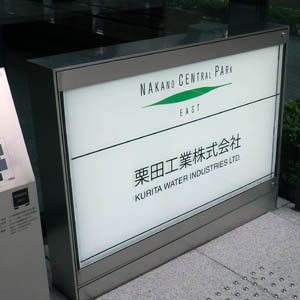 NAKANO CENTRAL PARK
EAST
栗田工業株式会社
KURITA WATER INDUSTRIES LTD